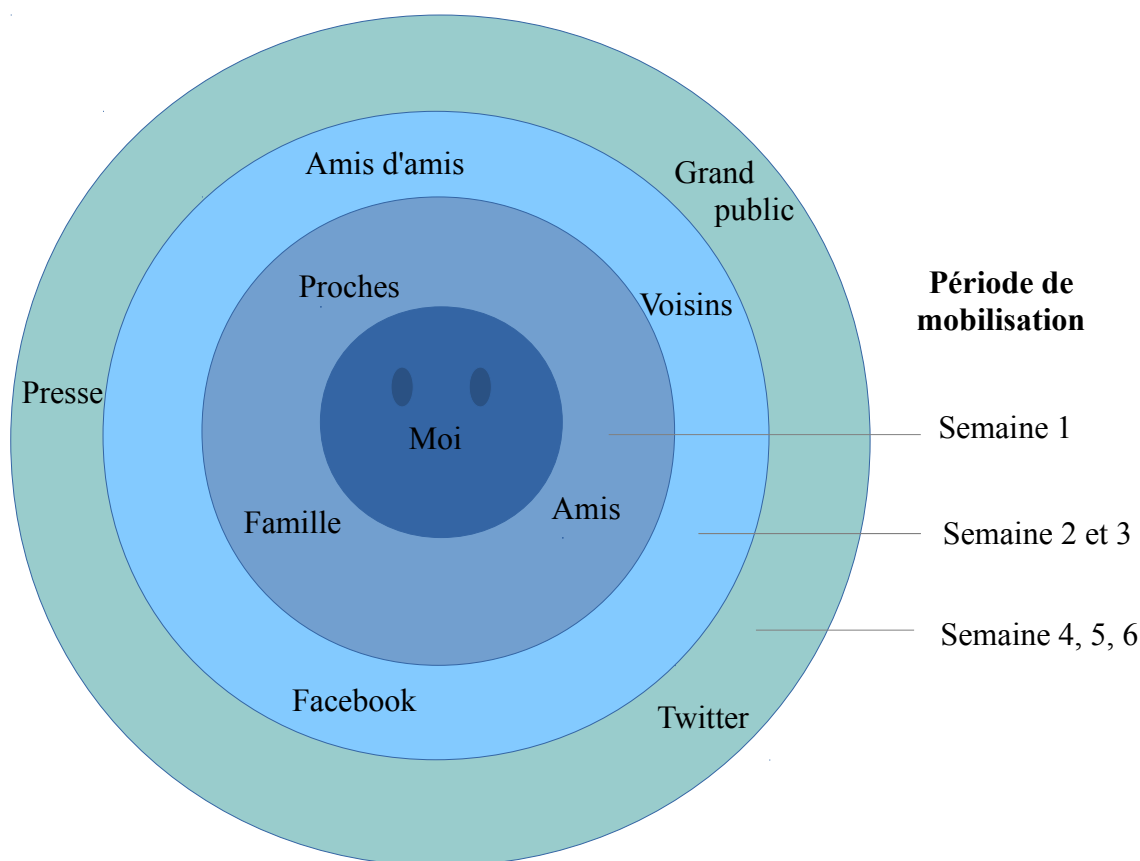 Amis d'amis
Grand
public
Proches
Voisins
Période de
mobilisation
Presse
Moi
Semaine 1
Famille
Amis
Semaine 2 et 3
Semaine 4, 5, 6
Facebook
Twitter